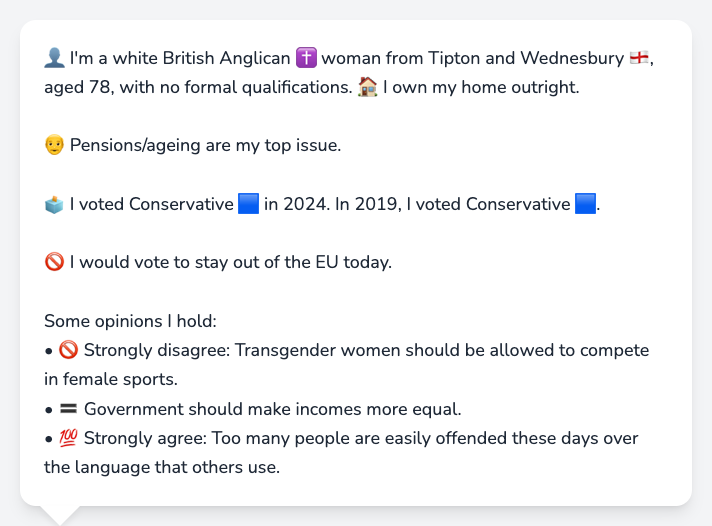 👤 I'm a white British Anglican ✝️ woman from Tipton and Wednesbury 🏴󠁧󠁢󠁥󠁮󠁧󠁿,
aged 78, with no formal qualifications. 🏠 I own my home outright.
👴 Pensions/ageing are my top issue.
🗳️ I voted Conservative 🟦 in 2024. In 2019, I voted Conservative 🟦.
🚫 I would vote to stay out of the EU today.
Some opinions I hold:
• 🚫 Strongly disagree: Transgender women should be allowed to compete
in female sports.
• 🟰 Government should make incomes more equal.
• 💯 Strongly agree: Too many people are easily offended these days over
the language that others use.